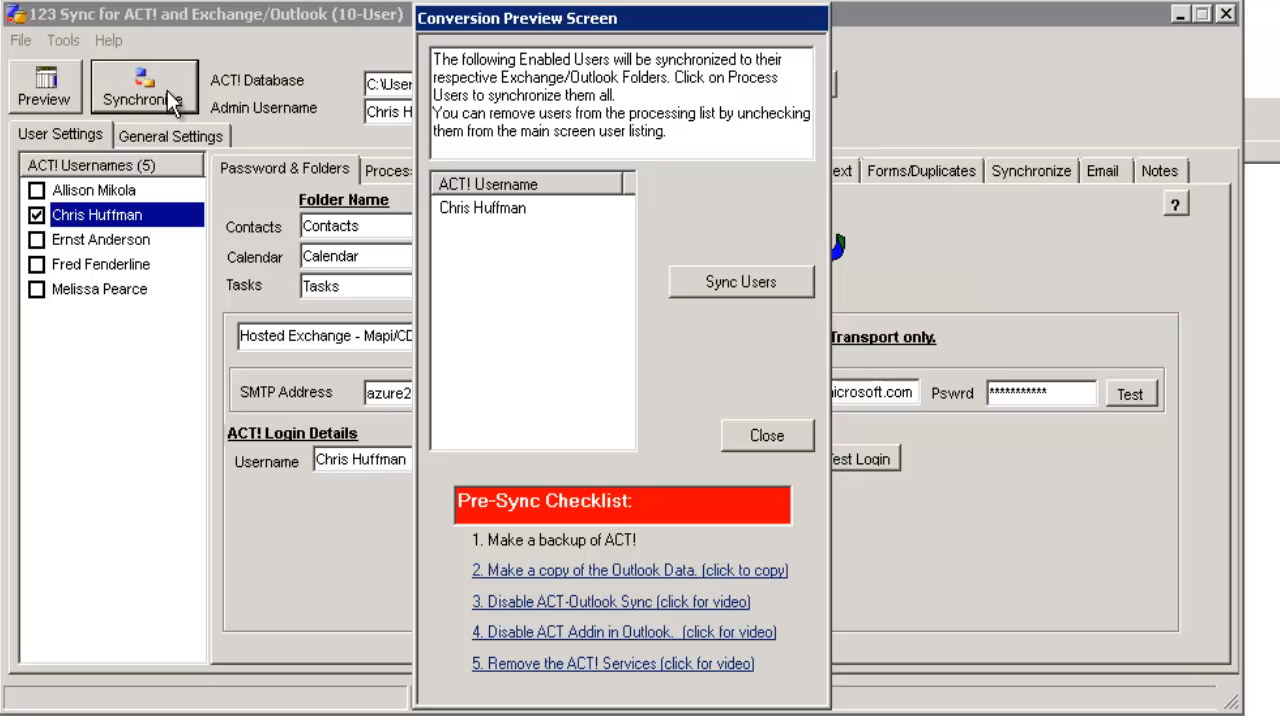 123 Sync for ACT! and Exchange/Outlook (10-User)
File Tools Help
Preview
Synchronize
ACT! Database
C:\User
Admin Username
Chris H
User Settings
General Settings
ACT! Usernames (5)
Allison Mikola
Chris Huffman
Ernst Anderson
Fred Fenderline
Melissa Pearce
Password & Folders
Proces
Folder Name
Contacts
Contacts
Calendar
Calendar
Tasks
Tasks
Hosted Exchange - Mapi/CD
SMTP Address
azure2
ACT! Login Details
Username
Chris Huffman
Conversion Preview Screen
The following Enabled Users will be synchronized to their
respective Exchange/Outlook Folders. Click on Process
Users to synchronize them all.
You can remove users from the processing list by unchecking
them from the main screen user listing.
ACT! Username
Chris Huffman
Sync Users
Close
Pre-Sync Checklist:
1. Make a backup of ACT!
2. Make a copy of the Outlook Data. (click to copy)
3. Disable ACT-Outlook Sync (click for video)
4. Disable ACT Addin in Outlook. (click for video)
5. Remove the ACT! Services (click for video)
ext
Forms/Duplicates
Synchronize
Email
Notes
?
Transport only.
icrosoft.com
Pswrd
***********
Test
est Login